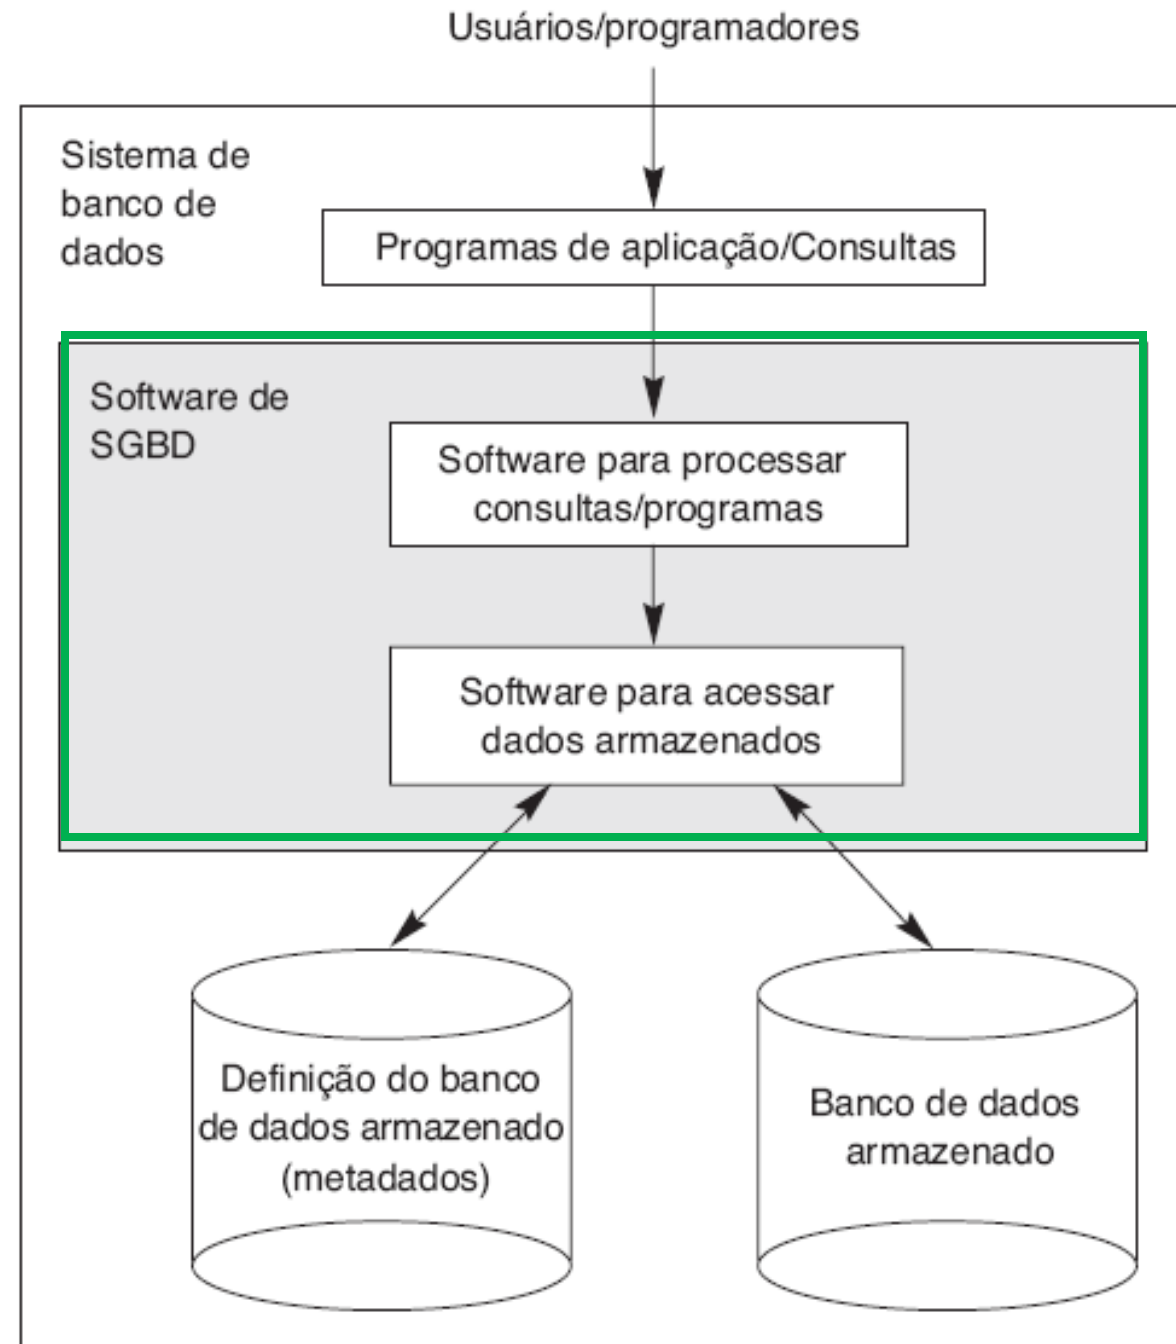 Usuários/programadores
Sistema de
banco de
dados
Programas de aplicação/Consultas
Software de
SGBD
Software para processar
consultas/programas
Software para acessar
dados armazenados
Definição do banco
de dados armazenado
(metadados)
Banco de dados
armazenado